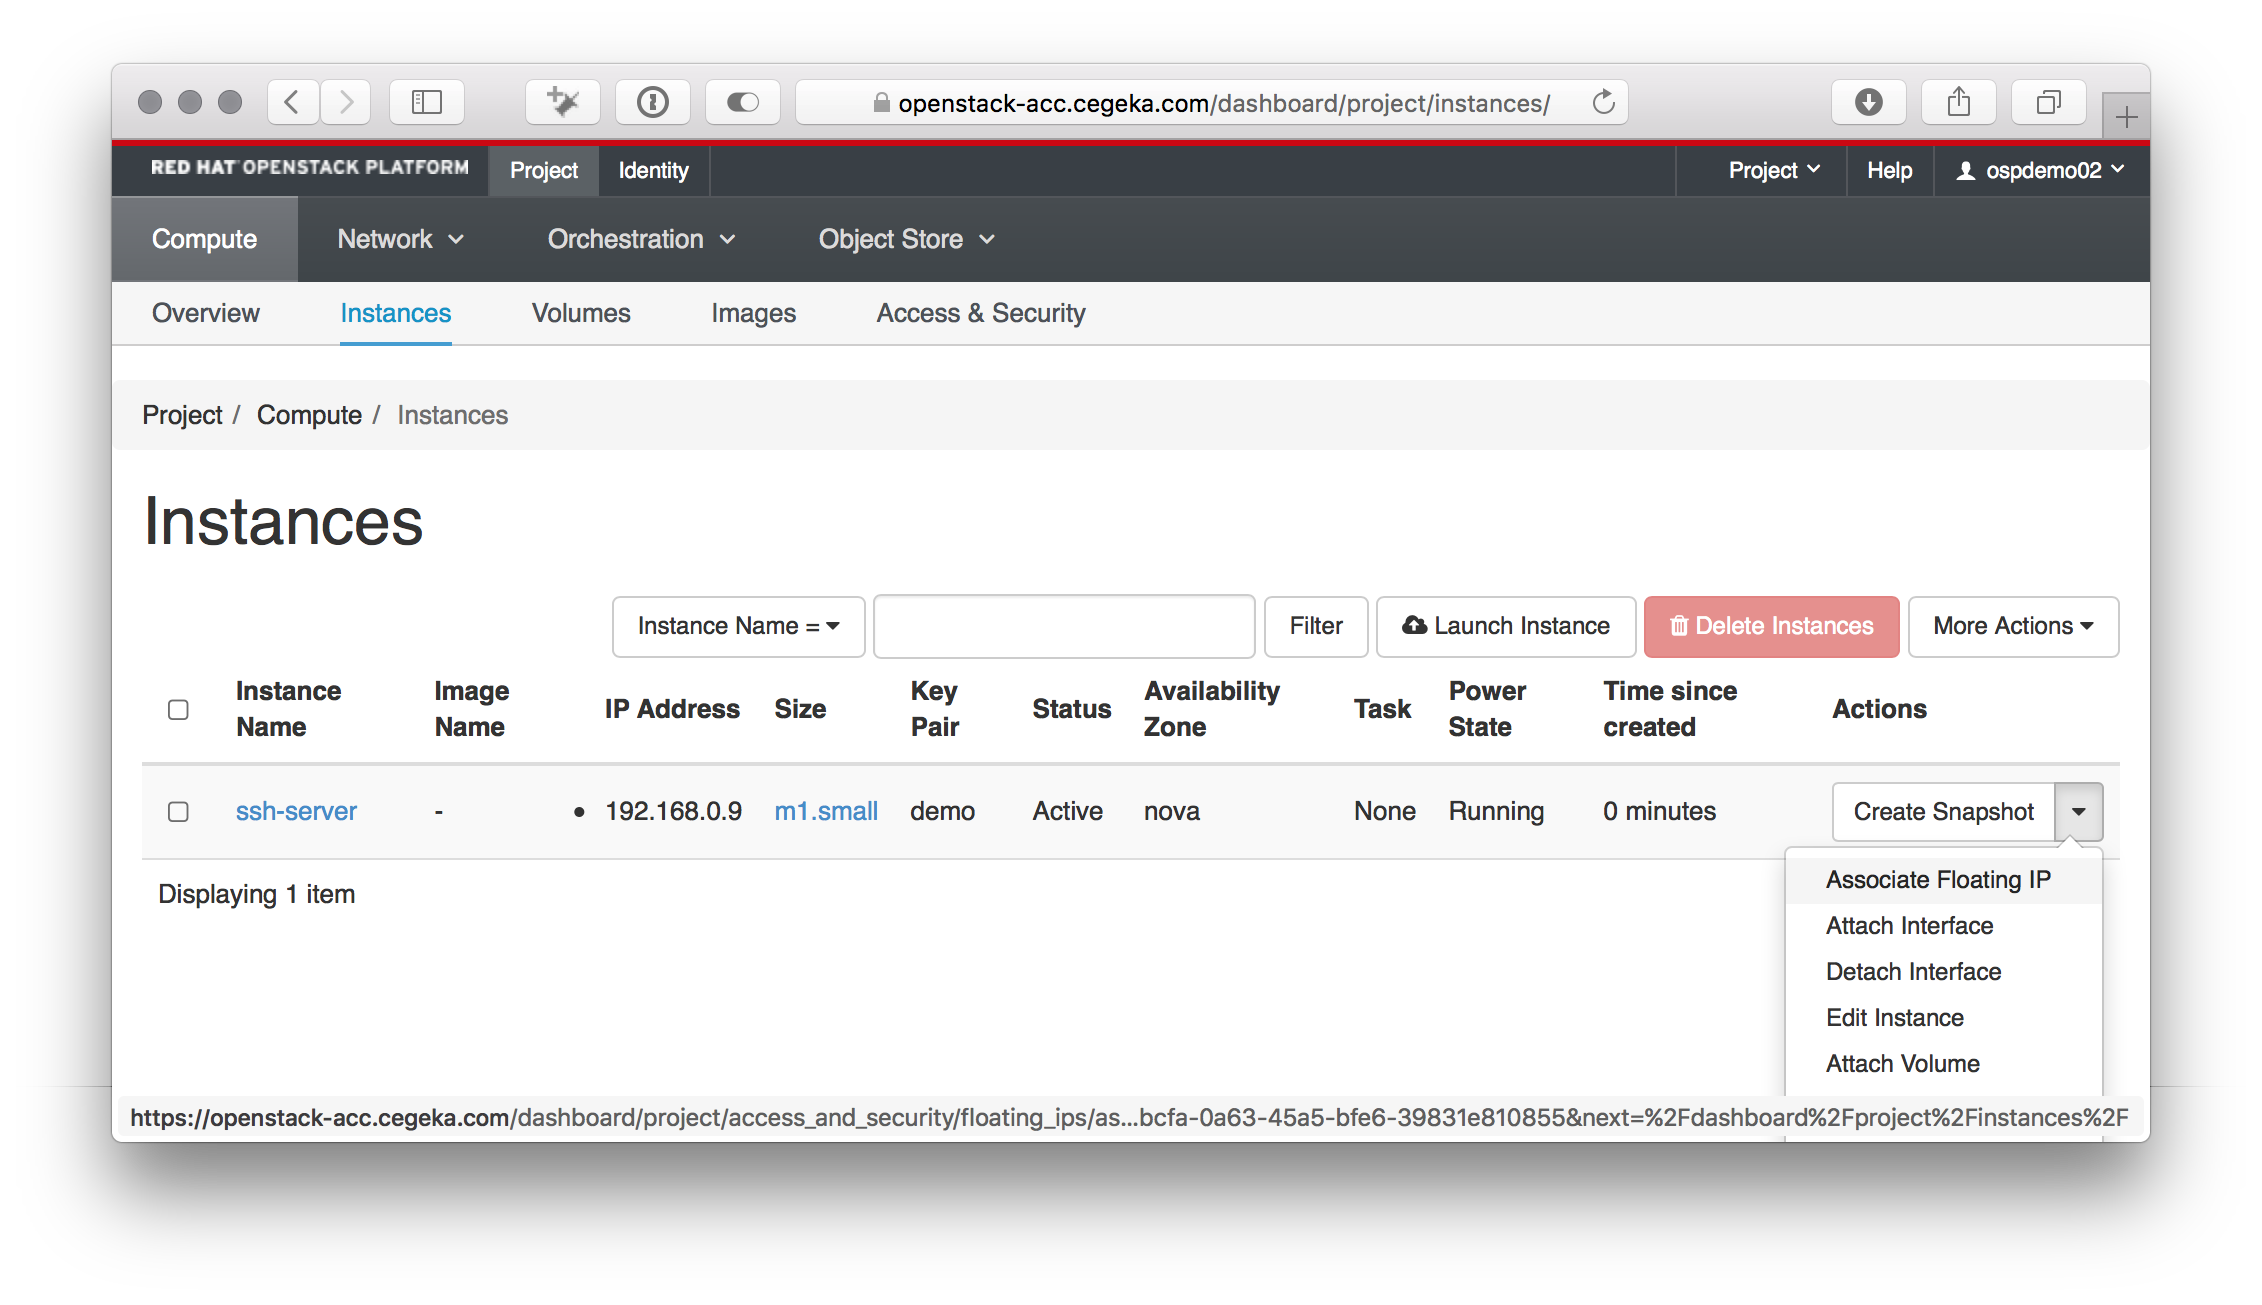 openstack-acc.cegeka.com/dashboard/project/instances/
RED HAT OPENSTACK PLATFORM Project Identity Project Help ospdemo02
Compute Network Orchestration Object Store
Overview Instances Volumes Images Access & Security
Project / Compute / Instances
Instances
Instance Name = Filter Launch Instance Delete Instances More Actions
Instance Name Image Name IP Address Size Key Pair Status Availability Zone Task Power State Time since created Actions
ssh-server - • 192.168.0.9 m1.small demo Active nova None Running 0 minutes Create Snapshot
Displaying 1 item
Associate Floating IP
Attach Interface
Detach Interface
Edit Instance
Attach Volume
https://openstack-acc.cegeka.com/dashboard/project/access_and_security/floating_ips/as...bcfa-0a63-45a5-bfe6-39831e810855&next=%2Fdashboard%2Fproject%2Finstances%2F